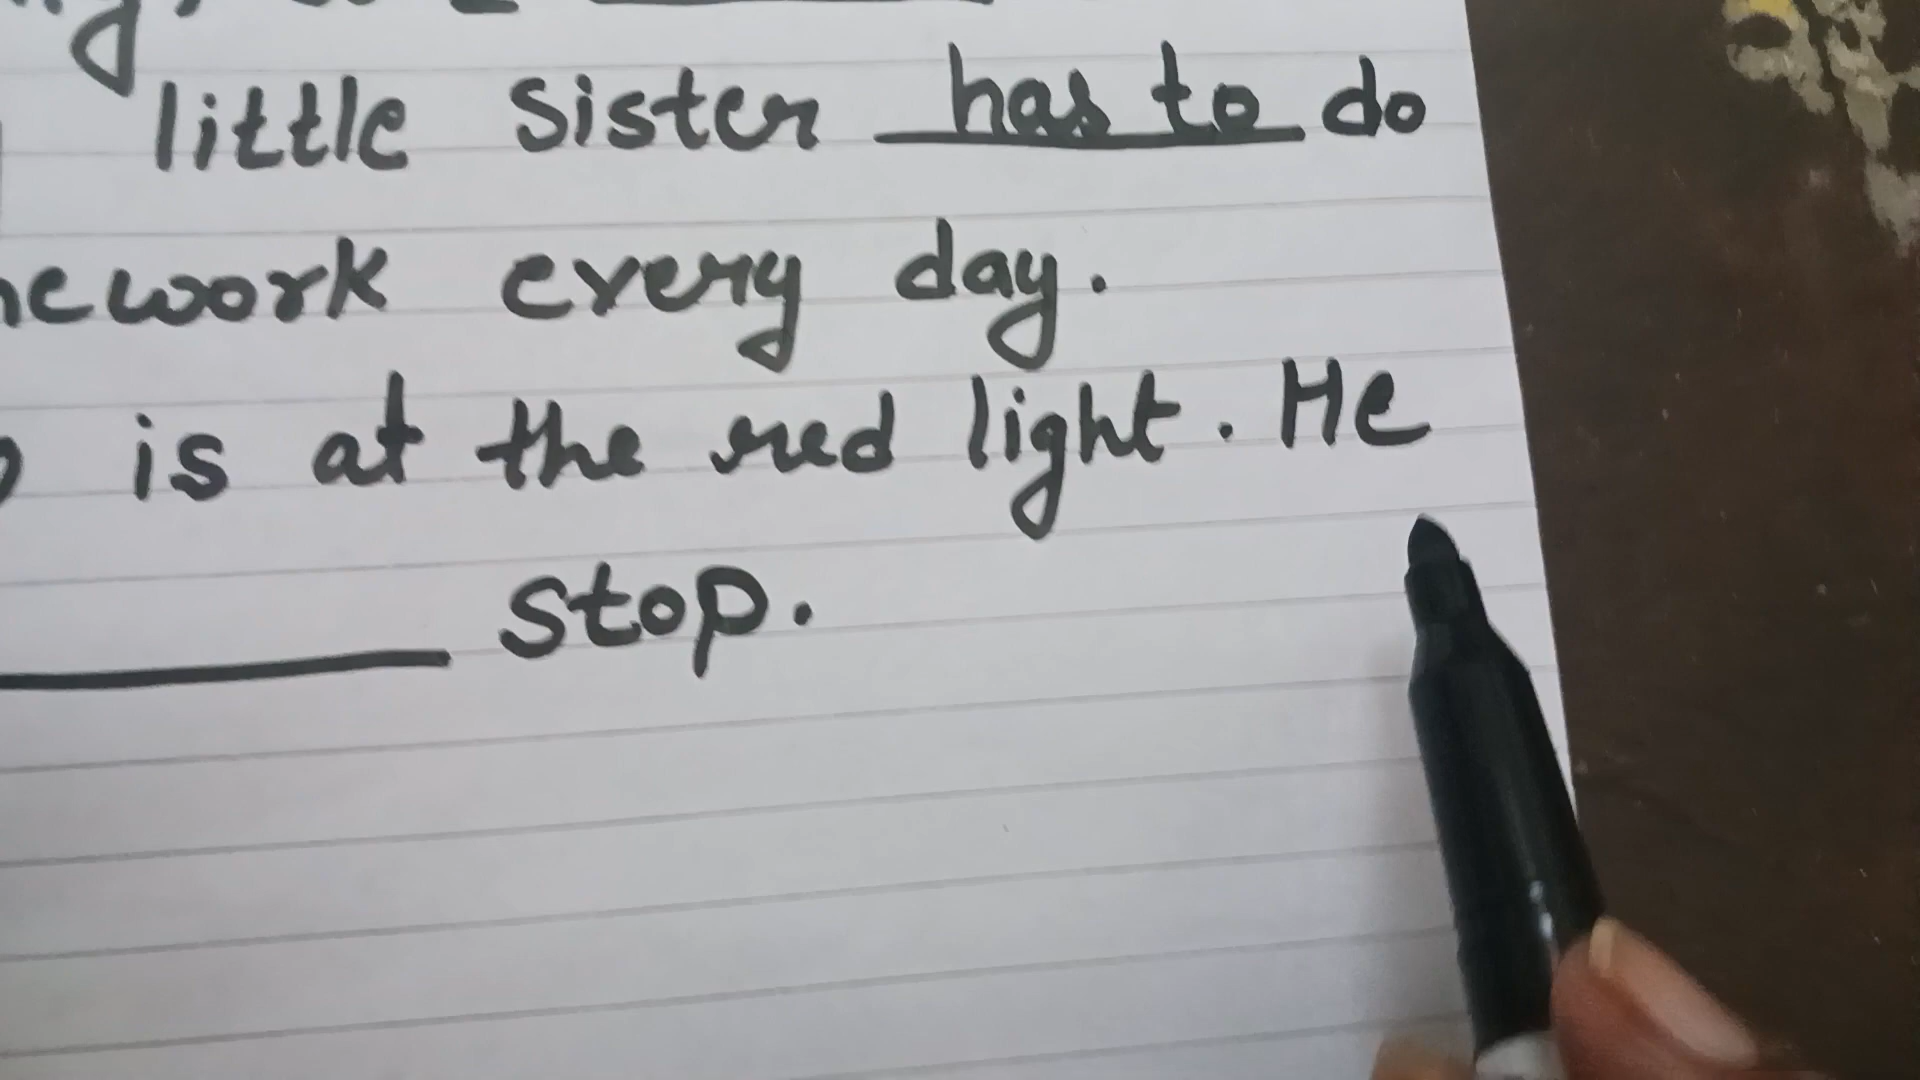 little sister has to do
ework every day.
is at the red light. He
stop.